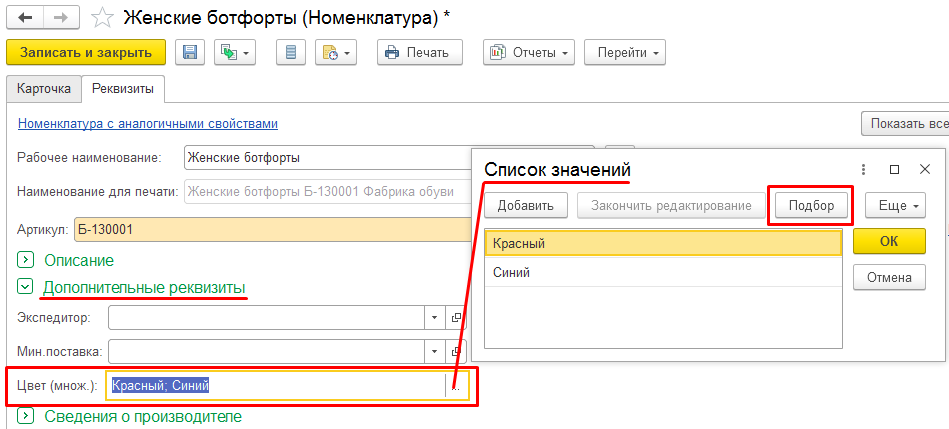 Женские ботфорты (Номенклатура) *
Записать и закрыть Печать Отчеты Перейти
Карточка Реквизиты
Номенклатура с аналогичными свойствами Показать все
Рабочее наименование: Женские ботфорты
Наименование для печати: Женские ботфорты Б-130001 Фабрика обуви
Артикул: Б-130001
Описание
Дополнительные реквизиты
Экспедитор:
Мин.поставка:
Цвет (множ.): Красный; Синий ...
Сведения о производителе
Список значений
Добавить Закончить редактирование Подбор Еще
Красный ОК
Синий Отмена